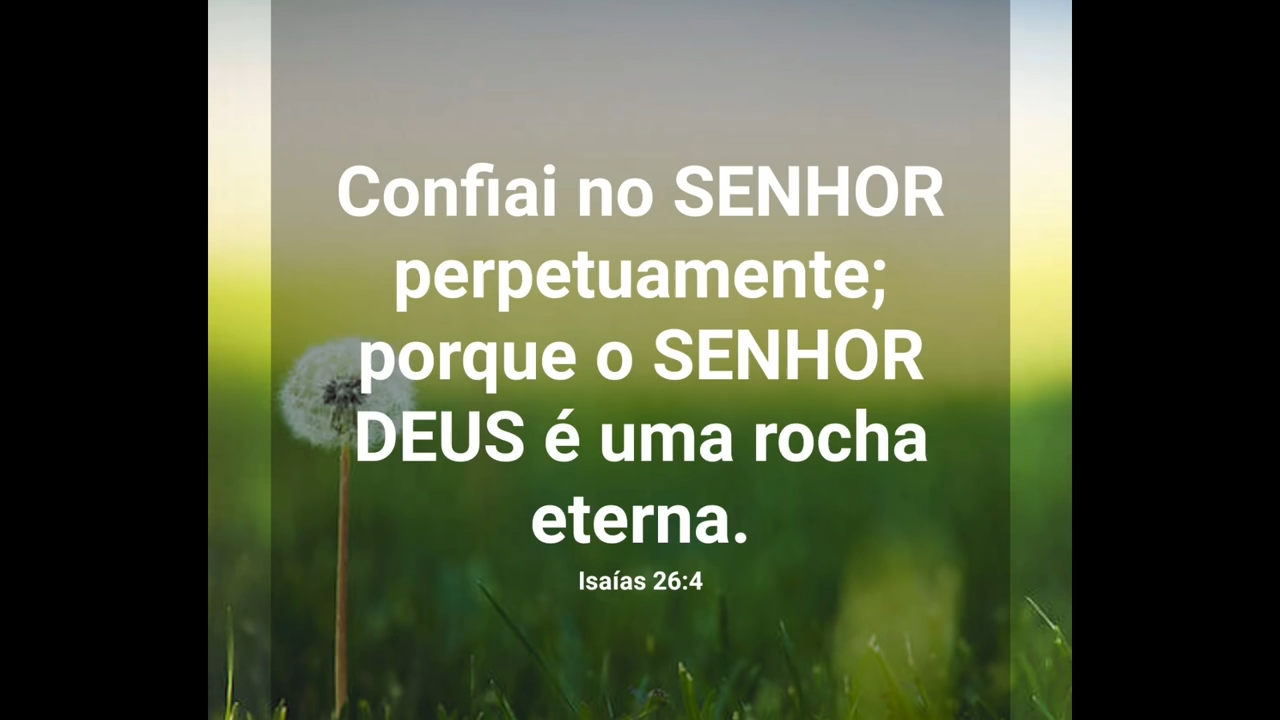 Confiai no SENHOR
perpetuamente;
porque o SENHOR
DEUS é uma rocha
eterna.
Isaías 26:4